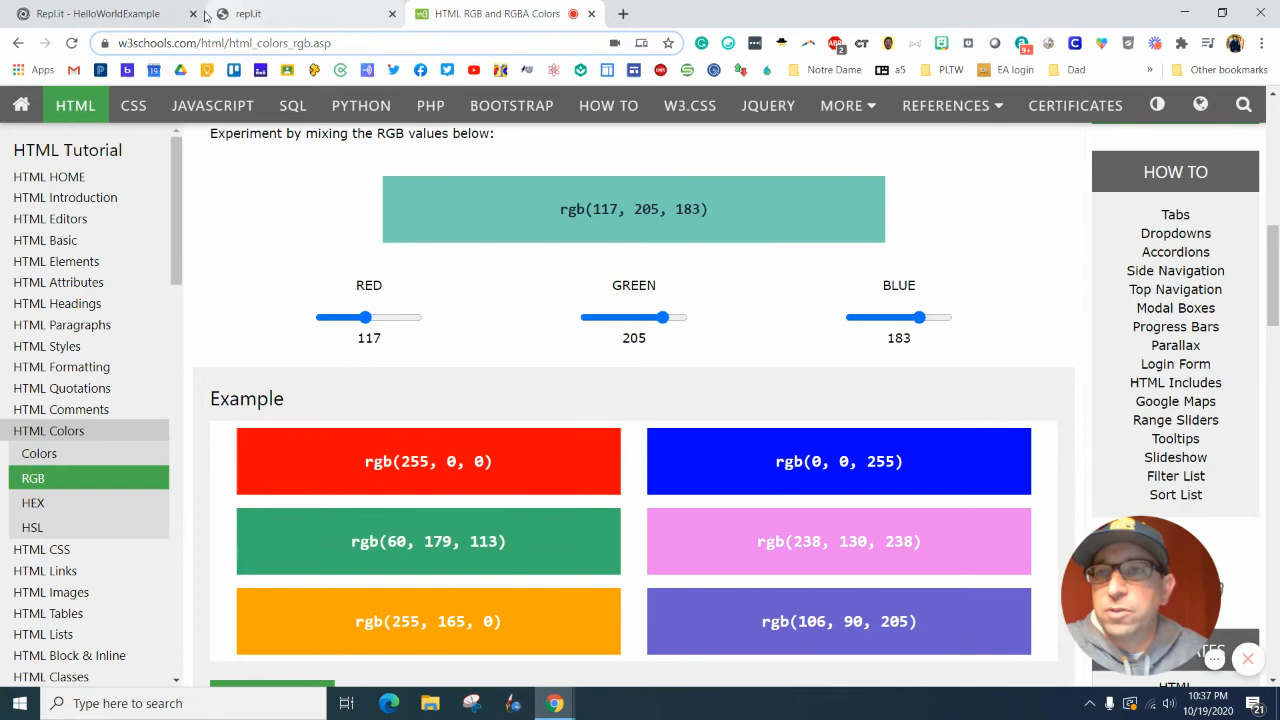 Repl.it - HelloWorldExample
repl.it
HTML RGB and RGBA Colors
w3schools.com/html/html_colors_rgb.asp
Apps
Notre Dame
a5
PLTW
EA login
Dad
»
Other bookmarks
HTML
CSS
JAVASCRIPT
SQL
PYTHON
PHP
BOOTSTRAP
HOW TO
W3.CSS
JQUERY
MORE
REFERENCES
CERTIFICATES
HTML Tutorial
HTML HOME
HTML Introduction
HTML Editors
HTML Basic
HTML Elements
HTML Attributes
HTML Headings
HTML Paragraphs
HTML Styles
HTML Formatting
HTML Quotations
HTML Comments
HTML Colors
Colors
RGB
HEX
HSL
HTML CSS
HTML Links
HTML Images
HTML Tables
HTML Lists
HTML Block & Inline
HTML Classes
Experiment by mixing the RGB values below:
rgb(117, 205, 183)
RED
GREEN
BLUE
117
205
183
Example
rgb(255, 0, 0)
rgb(0, 0, 255)
rgb(60, 179, 113)
rgb(238, 130, 238)
rgb(255, 165, 0)
rgb(106, 90, 205)
HOW TO
Tabs
Dropdowns
Accordions
Side Navigation
Top Navigation
Modal Boxes
Progress Bars
Parallax
Login Form
HTML Includes
Google Maps
Range Sliders
Tooltips
Slideshow
Filter List
Sort List
Type here to search
10:37 PM
10/19/2020
21